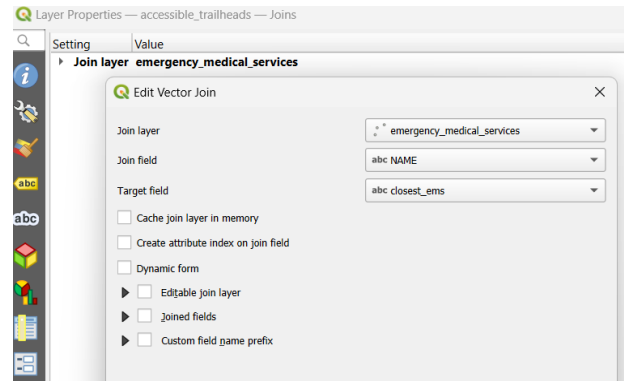 Layer Properties — accessible_trailheads — Joins
Setting Value
Join layer emergency_medical_services
Edit Vector Join
Join layer emergency_medical_services
Join field abc NAME
Target field abc closest_ems
Cache join layer in memory
Create attribute index on join field
Dynamic form
Editable join layer
Joined fields
Custom field name prefix
abc
abc